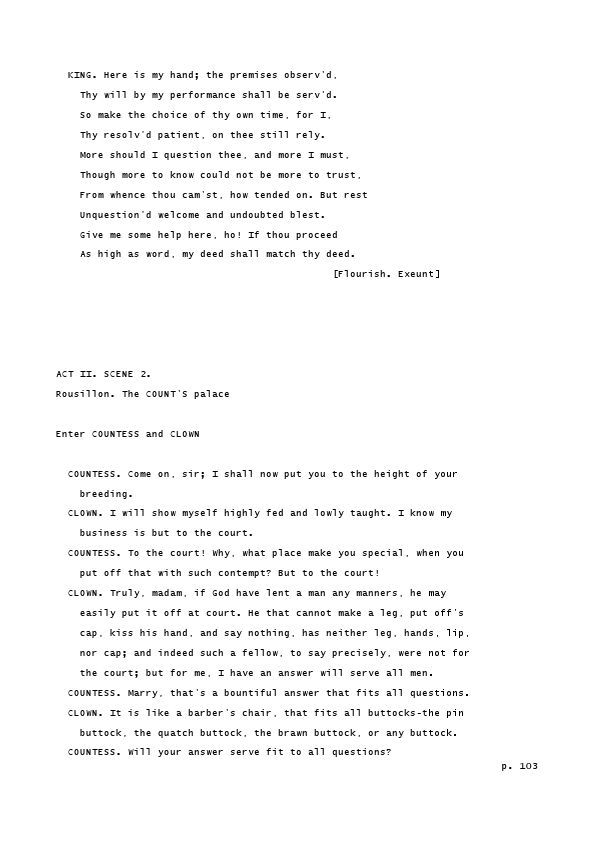 KING. Here is my hand; the premises observ'd,
Thy will by my performance shall be serv'd.
So make the choice of thy own time, for I,
Thy resolv'd patient, on thee still rely.
More should I question thee, and more I must,
Though more to know could not be more to trust,
From whence thou cam'st, how tended on. But rest
Unquestion'd welcome and undoubted blest.
Give me some help here, ho! If thou proceed
As high as word, my deed shall match thy deed.
[Flourish. Exeunt]
ACT II. SCENE 2.
Rousillon. The COUNT'S palace
Enter COUNTESS and CLOWN
COUNTESS. Come on, sir; I shall now put you to the height of your
breeding.
CLOWN. I will show myself highly fed and lowly taught. I know my
business is but to the court.
COUNTESS. To the court! Why, what place make you special, when you
put off that with such contempt? But to the court!
CLOWN. Truly, madam, if God have lent a man any manners, he may
easily put it off at court. He that cannot make a leg, put off's
cap, kiss his hand, and say nothing, has neither leg, hands, lip,
nor cap; and indeed such a fellow, to say precisely, were not for
the court; but for me, I have an answer will serve all men.
COUNTESS. Marry, that's a bountiful answer that fits all questions.
CLOWN. It is like a barber's chair, that fits all buttocks-the pin
buttock, the quatch buttock, the brawn buttock, or any buttock.
COUNTESS. Will your answer serve fit to all questions?
p. 103